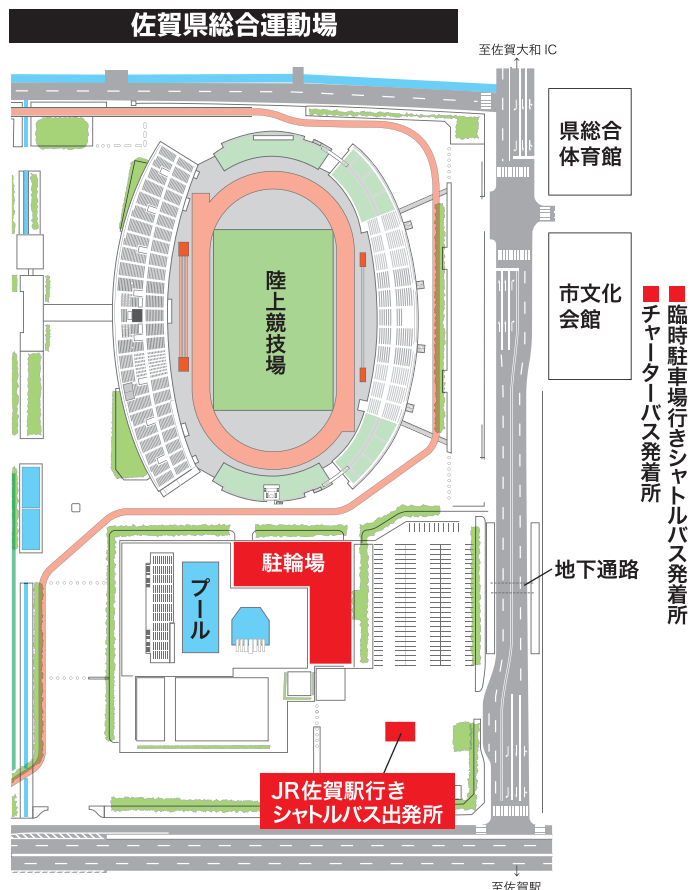 佐賀県総合運動場
至佐賀大和IC
県総合
体育館
市文化
会館
臨時駐車場行きシャトルバス発着所
チャーターバス発着所
陸上競技場
地下通路
駐輪場
プール
JR佐賀駅行き
シャトルバス出発所
至佐賀駅